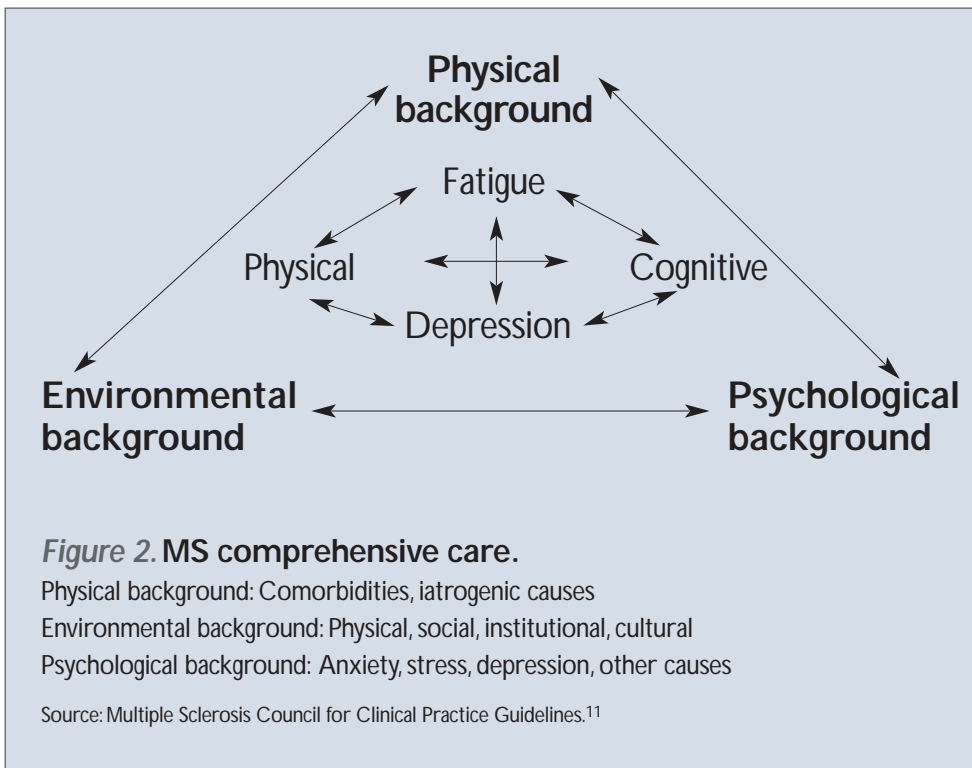 Physical
background
Fatigue
Physical
Cognitive
Depression
Environmental
background
Psychological
background
Figure 2. MS comprehensive care.
Physical background: Comorbidities, iatrogenic causes
Environmental background: Physical, social, institutional, cultural
Psychological background: Anxiety, stress, depression, other causes
Source: Multiple Sclerosis Council for Clinical Practice Guidelines.11